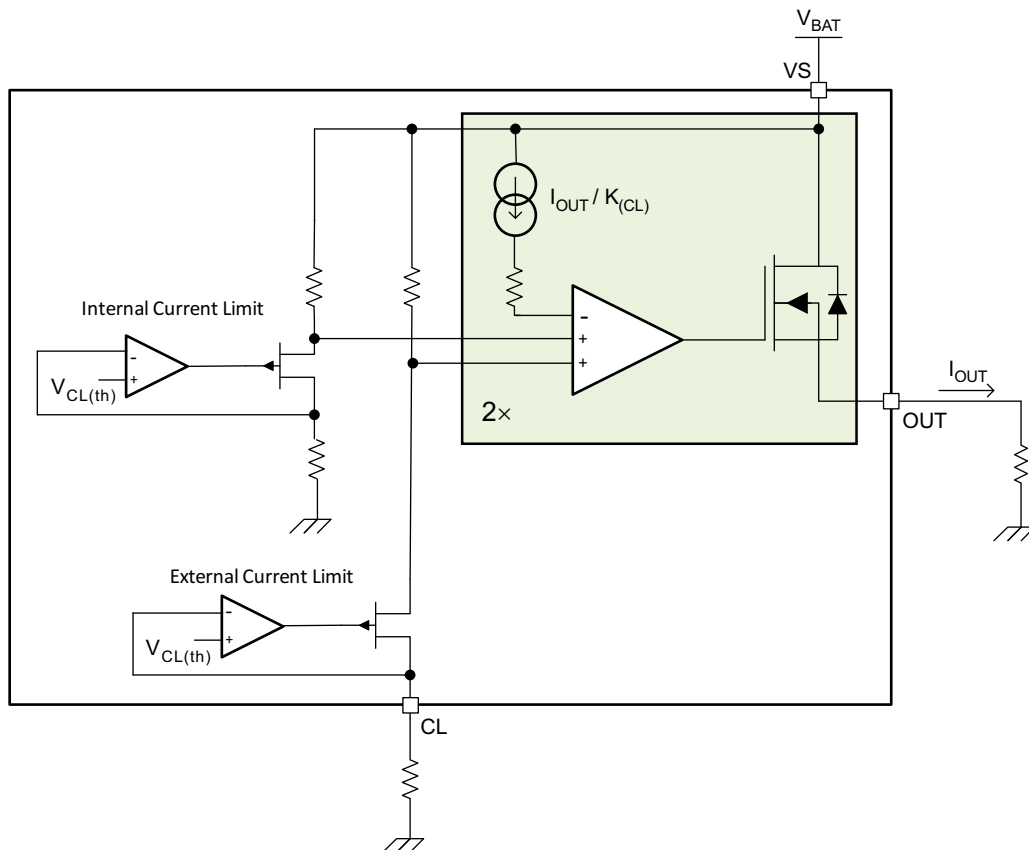 VBAT
VS
IOUT / K(CL)
Internal Current Limit
-
+
VCL(th)
-
+
+
2×
IOUT
OUT
External Current Limit
-
+
VCL(th)
CL